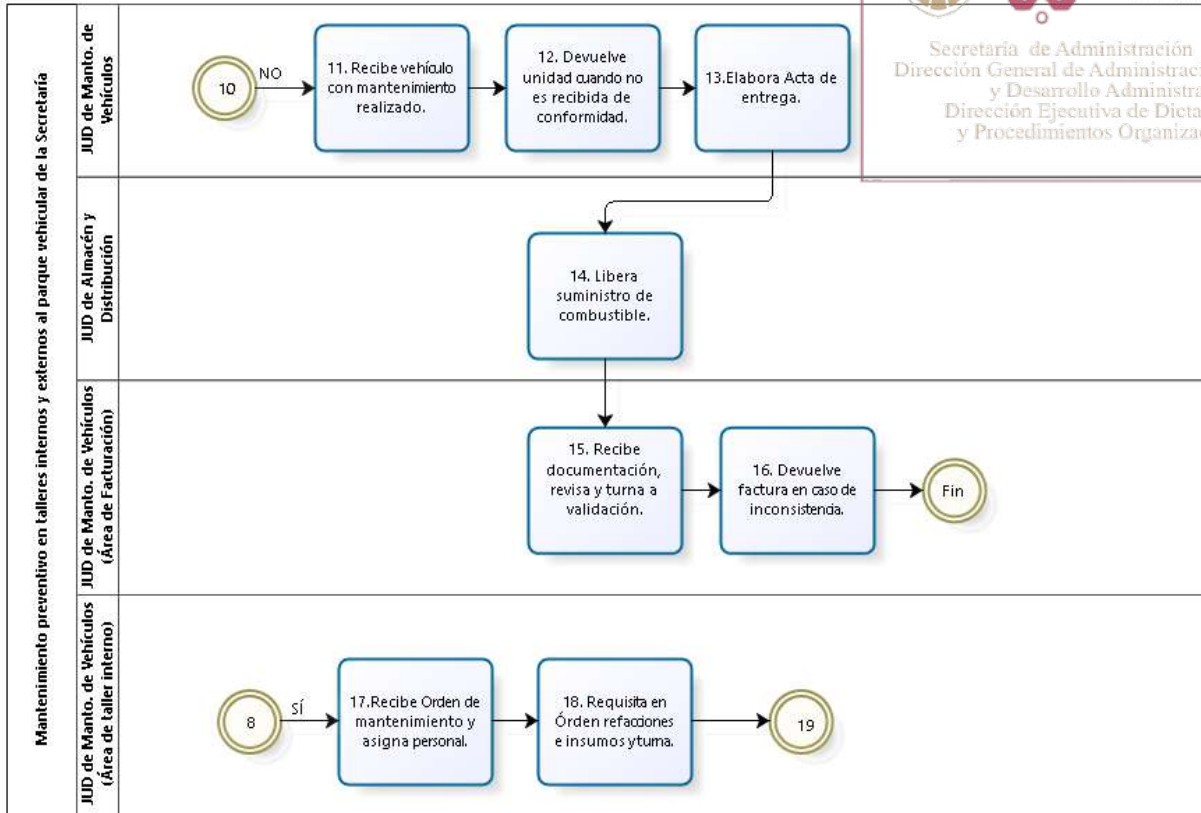 Mantenimiento preventivo en talleres internos y externos al parque vehicular de la Secretaría
JUD de Manto. de
Vehículos
10
NO
11. Recibe vehículo
con mantenimiento
realizado.
12. Devuelve
unidad cuando no
es recibida de
conformidad.
13.Elabora Acta de
entrega.
Secretaría de Administración
Dirección General de Administrac
y Desarrollo Administra
Dirección Ejecutiva de Dicta
y Procedimientos Organiza
JUD de Almacén y
Distribución
14. Libera
suministro de
combustible.
JUD de Manto. de Vehículos
(Área de Facturación)
15. Recibe
documentación,
revisa y turna a
validación.
16. Devuelve
factura en caso de
inconsistencia.
Fin
JUD de Manto. de Vehículos
(Área de taller interno)
8
SÍ
17.Recibe Orden de
mantenimiento y
asigna personal.
18. Requisita en
Órden refacciones
e insumos y turna.
19